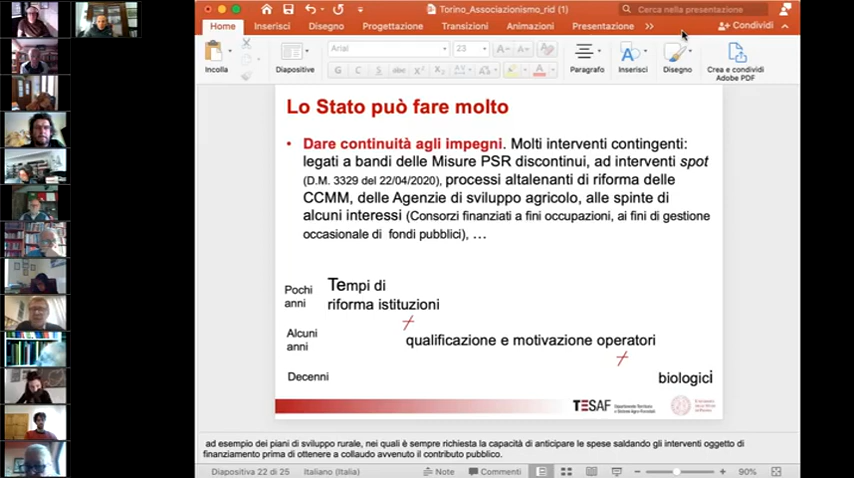 Torino_Associazionismo_rid (1)
Cerca nella presentazione
Home Inserisci Disegno Progettazione Transizioni Animazioni Presentazione >> Condividi
Arial 23
Incolla Diapositive G C S abc X² X₂ Paragrafo Inserisci Disegno Crea e condividi
Adobe PDF
Lo Stato può fare molto
• Dare continuità agli impegni. Molti interventi contingenti:
legati a bandi delle Misure PSR discontinui, ad interventi spot
(D.M. 3329 del 22/04/2020), processi altalenanti di riforma delle
CCMM, delle Agenzie di sviluppo agricolo, alle spinte di
alcuni interessi (Consorzi finanziati a fini occupazioni, ai fini di gestione
occasionale di fondi pubblici), …
Pochi
anni
Tempi di
riforma istituzioni
≠
Alcuni
anni
qualificazione e motivazione operatori
≠
Decenni
biologici
TESAF
ad esempio dei piani di sviluppo rurale, nei quali è sempre richiesta la capacità di anticipare le spese saldando gli interventi oggetto di
finanziamento prima di ottenere a collaudo avvenuto il contributo pubblico.
Diapositiva 22 di 25 Italiano (Italia) Note Commenti 90%